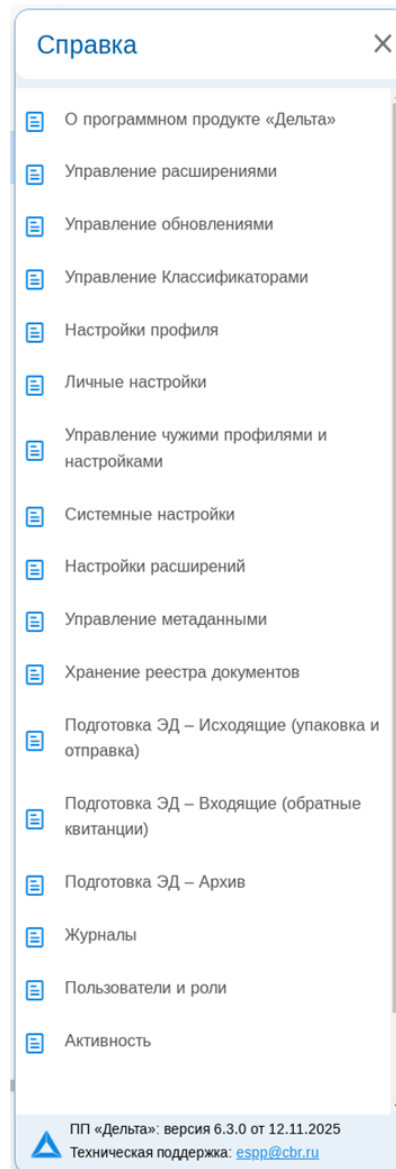 Справка
О программном продукте «Дельта»
Управление расширениями
Управление обновлениями
Управление Классификаторами
Настройки профиля
Личные настройки
Управление чужими профилями и
настройками
Системные настройки
Настройки расширений
Управление метаданными
Хранение реестра документов
Подготовка ЭД – Исходящие (упаковка и
отправка)
Подготовка ЭД – Входящие (обратные
квитанции)
Подготовка ЭД – Архив
Журналы
Пользователи и роли
Активность
ПП «Дельта»: версия 6.3.0 от 12.11.2025
Техническая поддержка: espp@cbr.ru